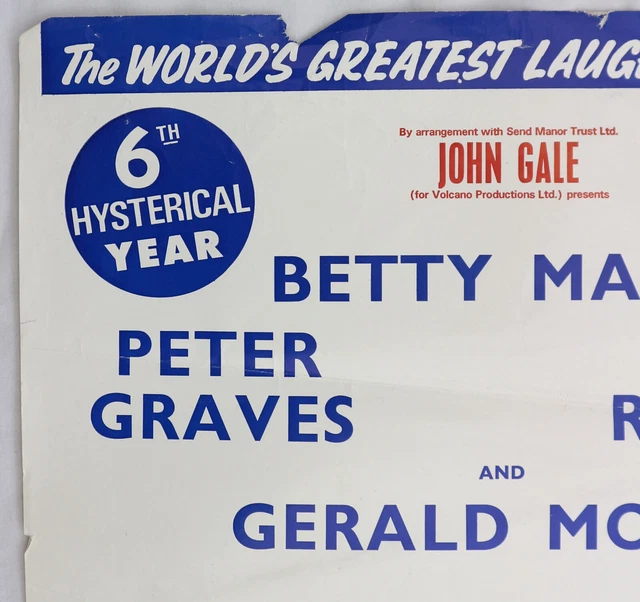 The WORLD'S GREATEST LAUG
6TH
HYSTERICAL
YEAR
By arrangement with Send Manor Trust Ltd.
JOHN GALE
(for Volcano Productions Ltd.) presents
BETTY MA
PETER
GRAVES
R
AND
GERALD MO